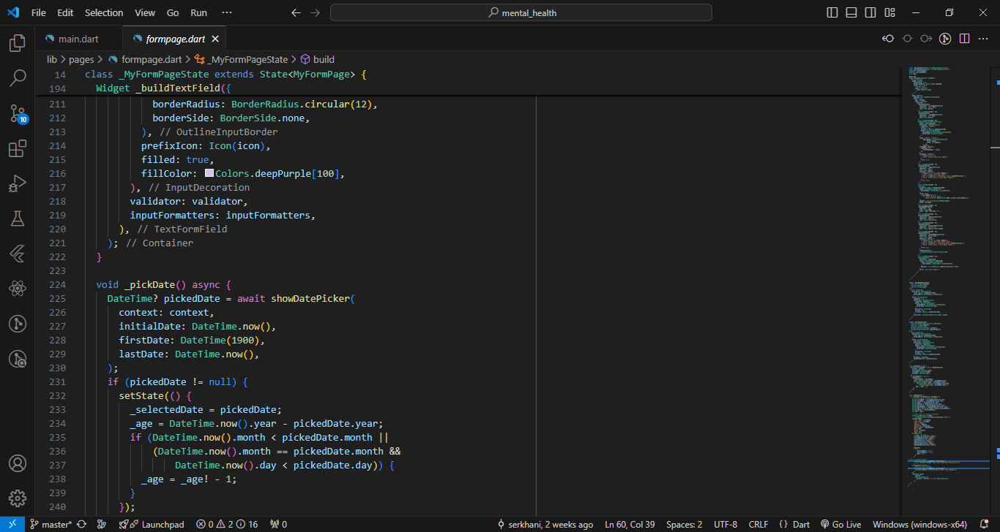 File Edit Selection View Go Run ···
mental_health
main.dart
formpage.dart
lib > pages > formpage.dart > _MyFormPageState > build
14 class _MyFormPageState extends State<MyFormPage> {
194 Widget _buildTextField({
211 borderRadius: BorderRadius.circular(12),
212 borderSide: BorderSide.none,
213 ), // OutlineInputBorder
214 prefixIcon: Icon(icon),
215 filled: true,
216 fillColor: Colors.deepPurple[100],
217 ), // InputDecoration
218 validator: validator,
219 inputFormatters: inputFormatters,
220 ), // TextFormField
221 ); // Container
222 }
223
224 void _pickDate() async {
225 DateTime? pickedDate = await showDatePicker(
226 context: context,
227 initialDate: DateTime.now(),
228 firstDate: DateTime(1900),
229 lastDate: DateTime.now(),
230 );
231 if (pickedDate != null) {
232 setState(() {
233 _selectedDate = pickedDate;
234 _age = DateTime.now().year - pickedDate.year;
235 if (DateTime.now().month < pickedDate.month ||
236 (DateTime.now().month == pickedDate.month &&
237 DateTime.now().day < pickedDate.day)) {
238 _age = _age! - 1;
239 }
240 });
10
master* Launchpad 0 2 16 0 serkhani, 2 weeks ago Ln 60, Col 39 Spaces: 2 UTF-8 CRLF {} Dart Go Live Windows (windows-x64)